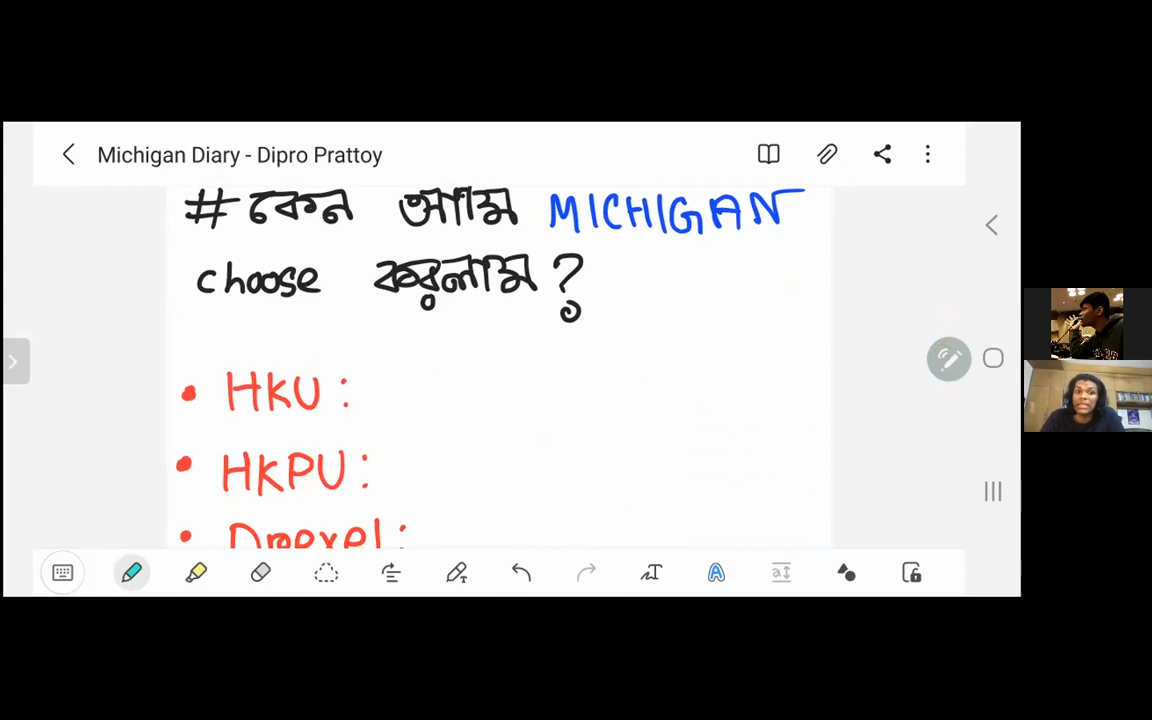 Michigan Diary - Dipro Prattoy
# কেন আমি MICHIGAN
choose করলাম ?
• HKU :
• HKPU :
• Drexel :